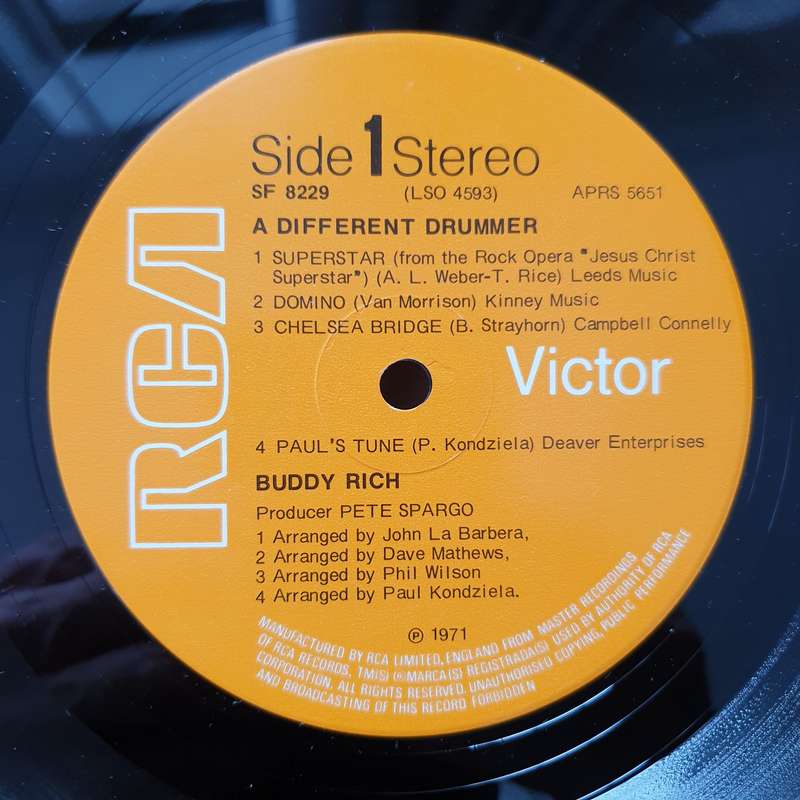 Side 1 Stereo
SF 8229 (LSO 4593) APRS 5651
A DIFFERENT DRUMMER
1 SUPERSTAR (from the Rock Opera "Jesus Christ
Superstar") (A. L. Weber-T. Rice) Leeds Music
2 DOMINO (Van Morrison) Kinney Music
3 CHELSEA BRIDGE (B. Strayhorn) Campbell Connelly
RCA
Victor
4 PAUL'S TUNE (P. Kondziela) Deaver Enterprises
BUDDY RICH
Producer PETE SPARGO
1 Arranged by John La Barbera,
2 Arranged by Dave Mathews,
3 Arranged by Phil Wilson
4 Arranged by Paul Kondziela.
℗ 1971
MANUFACTURED BY RCA LIMITED, ENGLAND FROM MASTER RECORDINGS
OF RCA RECORDS, TM(S) ®MARCA(S) REGISTRADA(S) USED BY AUTHORITY OF RCA
CORPORATION, ALL RIGHTS RESERVED. UNAUTHORISED COPYING, PUBLIC PERFORMANCE
AND BROADCASTING OF THIS RECORD FORBIDDEN